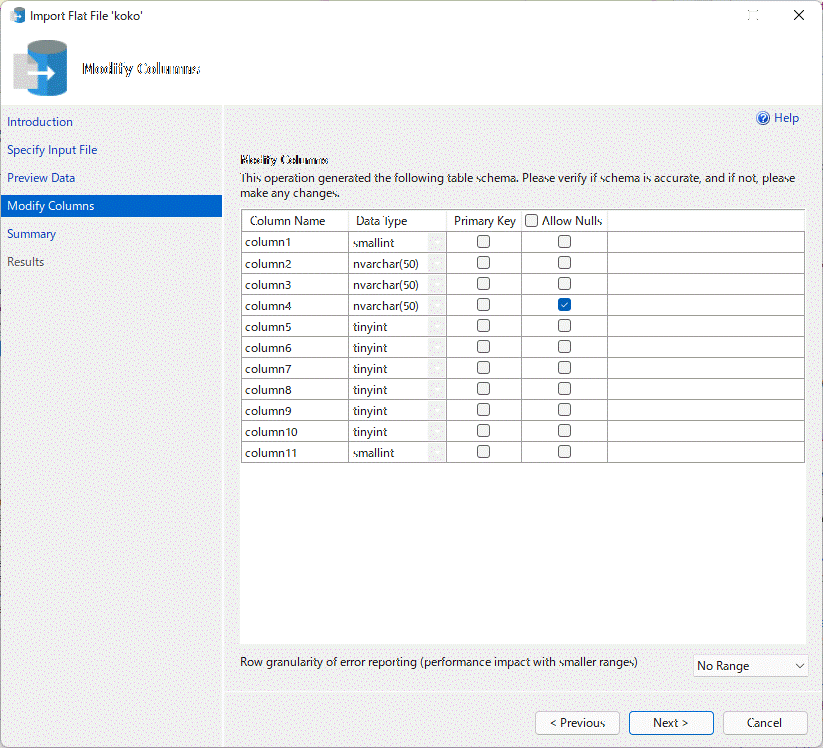 Import Flat File 'koko'
Modify Columns
Introduction
Specify Input File
Preview Data
Modify Columns
Summary
Results
Help
Modify Columns
This operation generated the following table schema. Please verify if schema is accurate, and if not, please
make any changes.
Column Name Data Type Primary Key Allow Nulls
column1 smallint
column2 nvarchar(50)
column3 nvarchar(50)
column4 nvarchar(50)
column5 tinyint
column6 tinyint
column7 tinyint
column8 tinyint
column9 tinyint
column10 tinyint
column11 smallint
Row granularity of error reporting (performance impact with smaller ranges) No Range
< Previous Next > Cancel